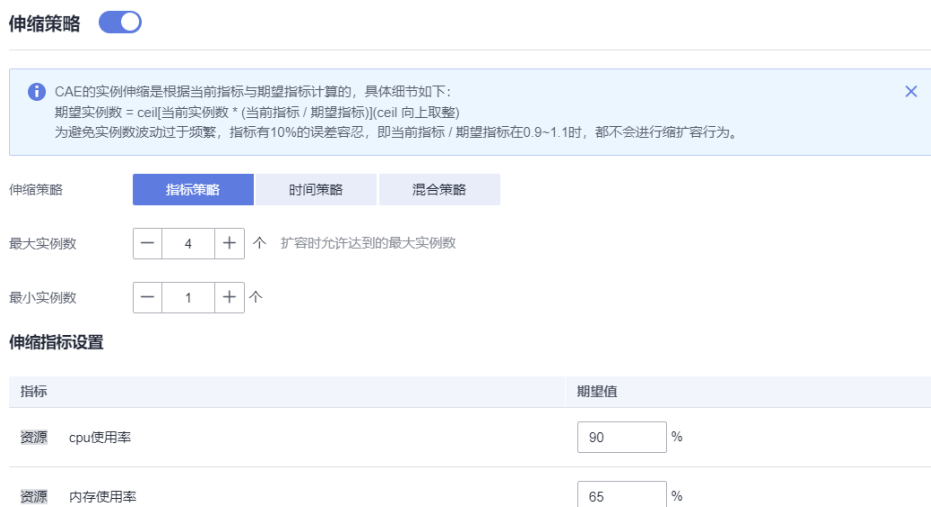 伸缩策略
CAE的实例伸缩是根据当前指标与期望指标计算的，具体细节如下：
期望实例数 = ceil[当前实例数 * (当前指标 / 期望指标)](ceil 向上取整)
为避免实例数波动过于频繁，指标有10%的误差容忍，即当前指标 / 期望指标在0.9~1.1时，都不会进行缩扩容行为。
伸缩策略 指标策略 时间策略 混合策略
最大实例数 — 4 + 个 扩容时允许达到的最大实例数
最小实例数 — 1 + 个
伸缩指标设置
指标 期望值
资源 cpu使用率 90 %
资源 内存使用率 65 %